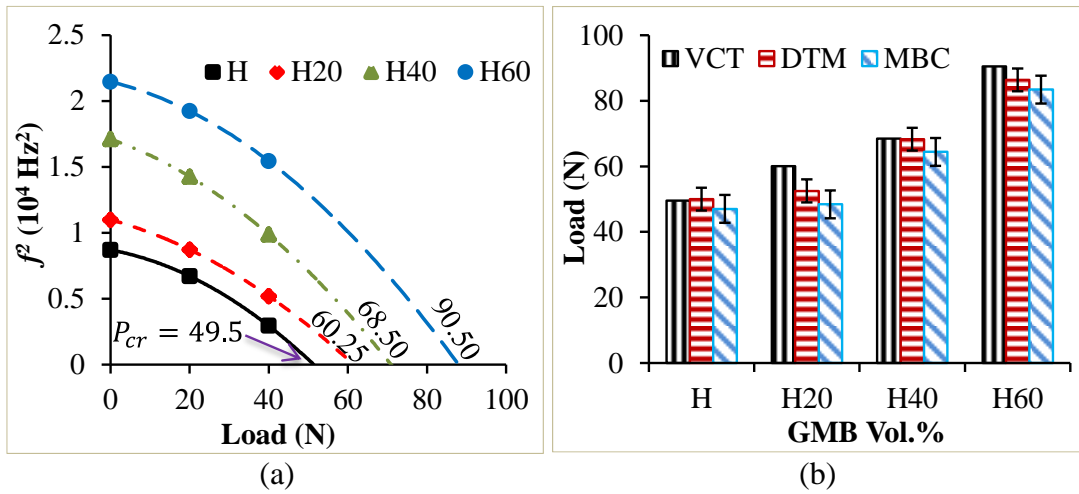 2.5
2
1.5
1
0.5
0
f² (10⁴ Hz²)
H H20 H40 H60
P_cr = 49.5
60.25
68.50
90.50
0 20 40 60 80 100
Load (N)
(a)
100
80
60
40
20
0
Load (N)
VCT DTM MBC
H H20 H40 H60
GMB Vol.%
(b)